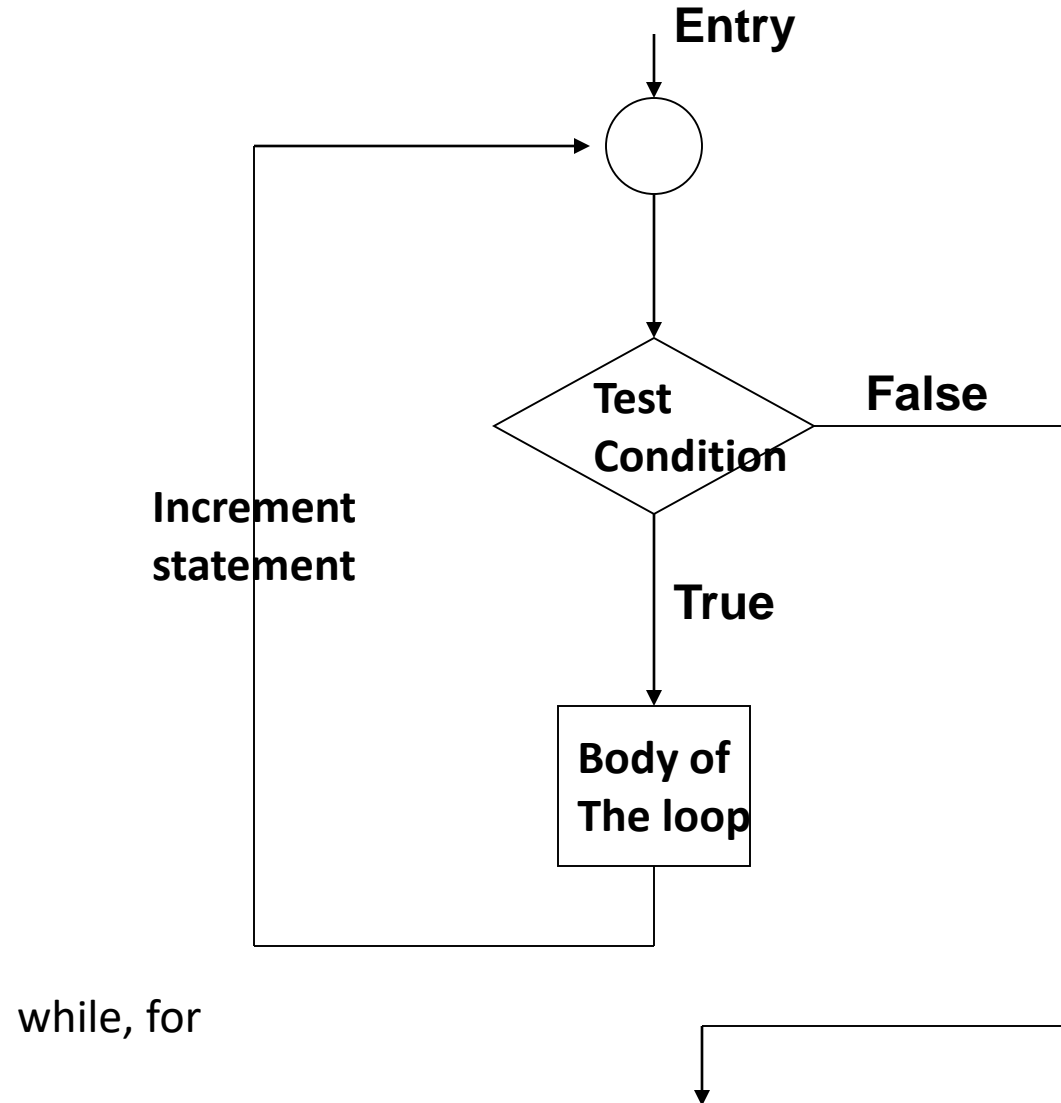 Entry
Test
Condition
False
Increment
statement
True
Body of
The loop
while, for